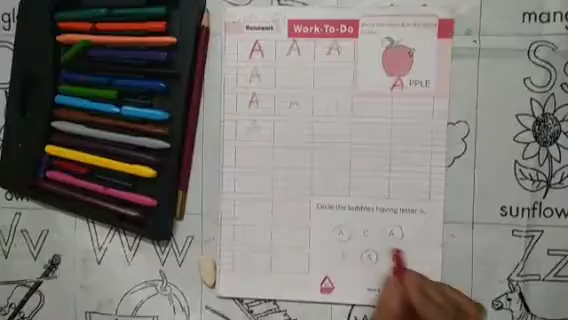 Homework Work-To-Do
A A A
A
A
A
A PPLE
Circle the bubbles having letter A.
A C A
A
mang
Ss
sunflow
Vv
Ww
Zz